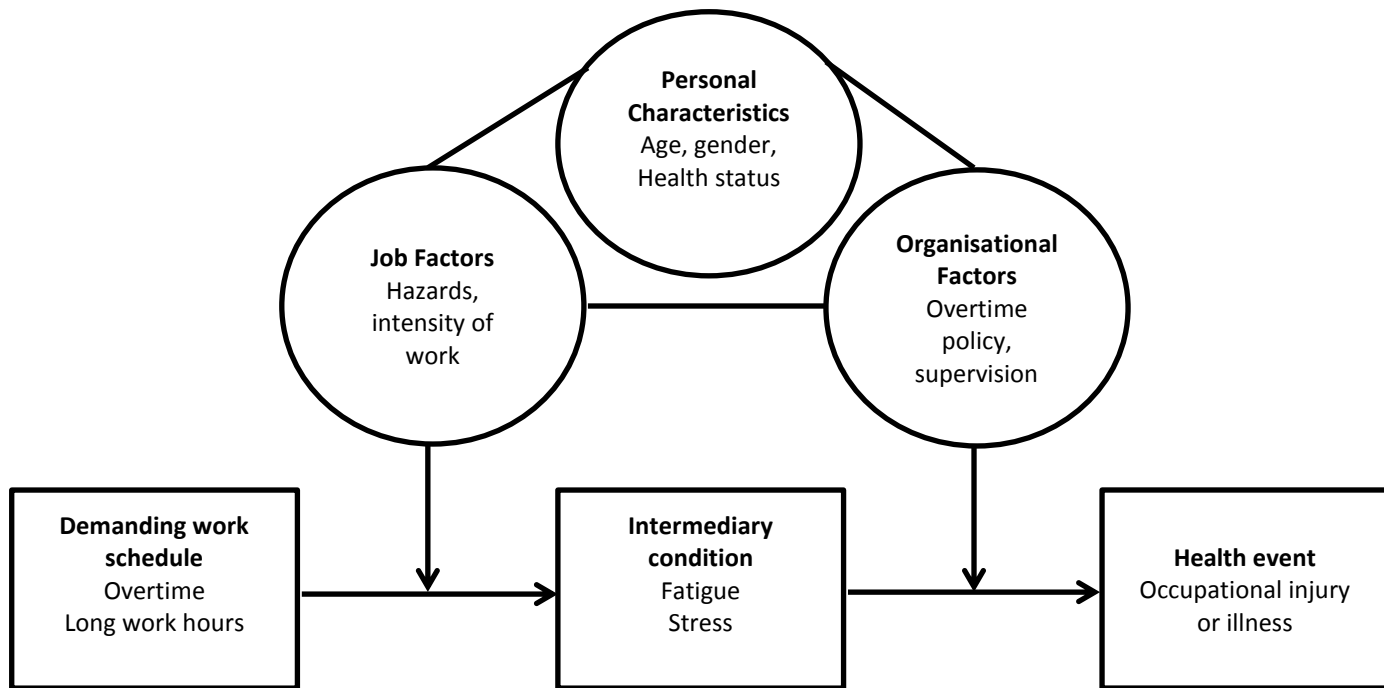 Personal
Characteristics
Age, gender,
Health status
Job Factors
Hazards,
intensity of
work
Organisational
Factors
Overtime
policy,
supervision
Demanding work
schedule
Overtime
Long work hours
Intermediary
condition
Fatigue
Stress
Health event
Occupational injury
or illness